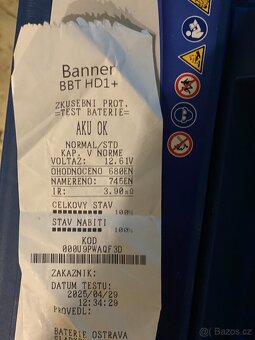 Banner
BBT HD1+
ZKUSEBNI PROT.
=TEST BATERIE=
AKU OK
NORMAL/STD
KAP. V NORME
VOLTAZ: 12.61V
OHODNOCENO 680EN
NAMERENO: 745EN
IR: 3.90mΩ
CELKOVY STAV
100%
STAV NABITI
100%
KOD
000U9PWAQF3D
ZAKAZNIK:
DATUM TESTU:
2025/04/29
12:34:29
PROVEDL:
BATERIE OSTRAVA
Bazoš.cz